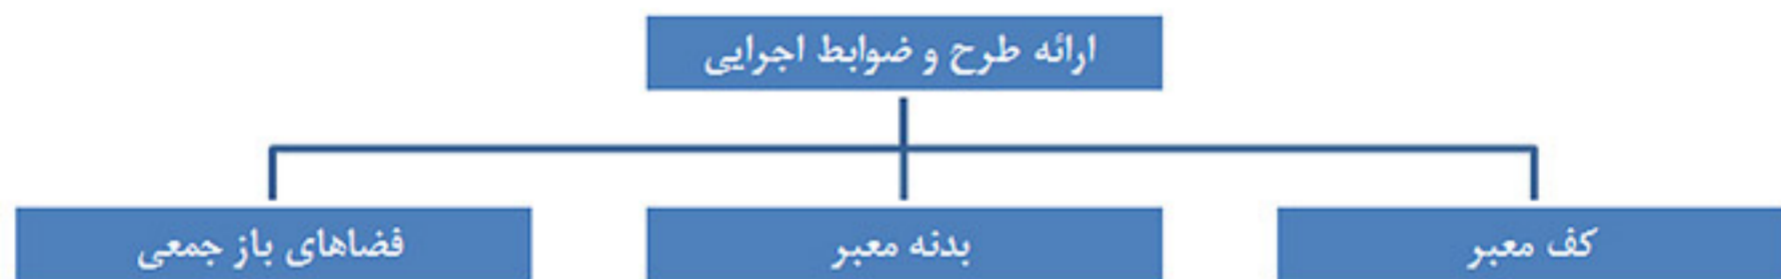 ارائه طرح و ضوابط اجرایی
کف معبر
بدنه معبر
فضاهای باز جمعی